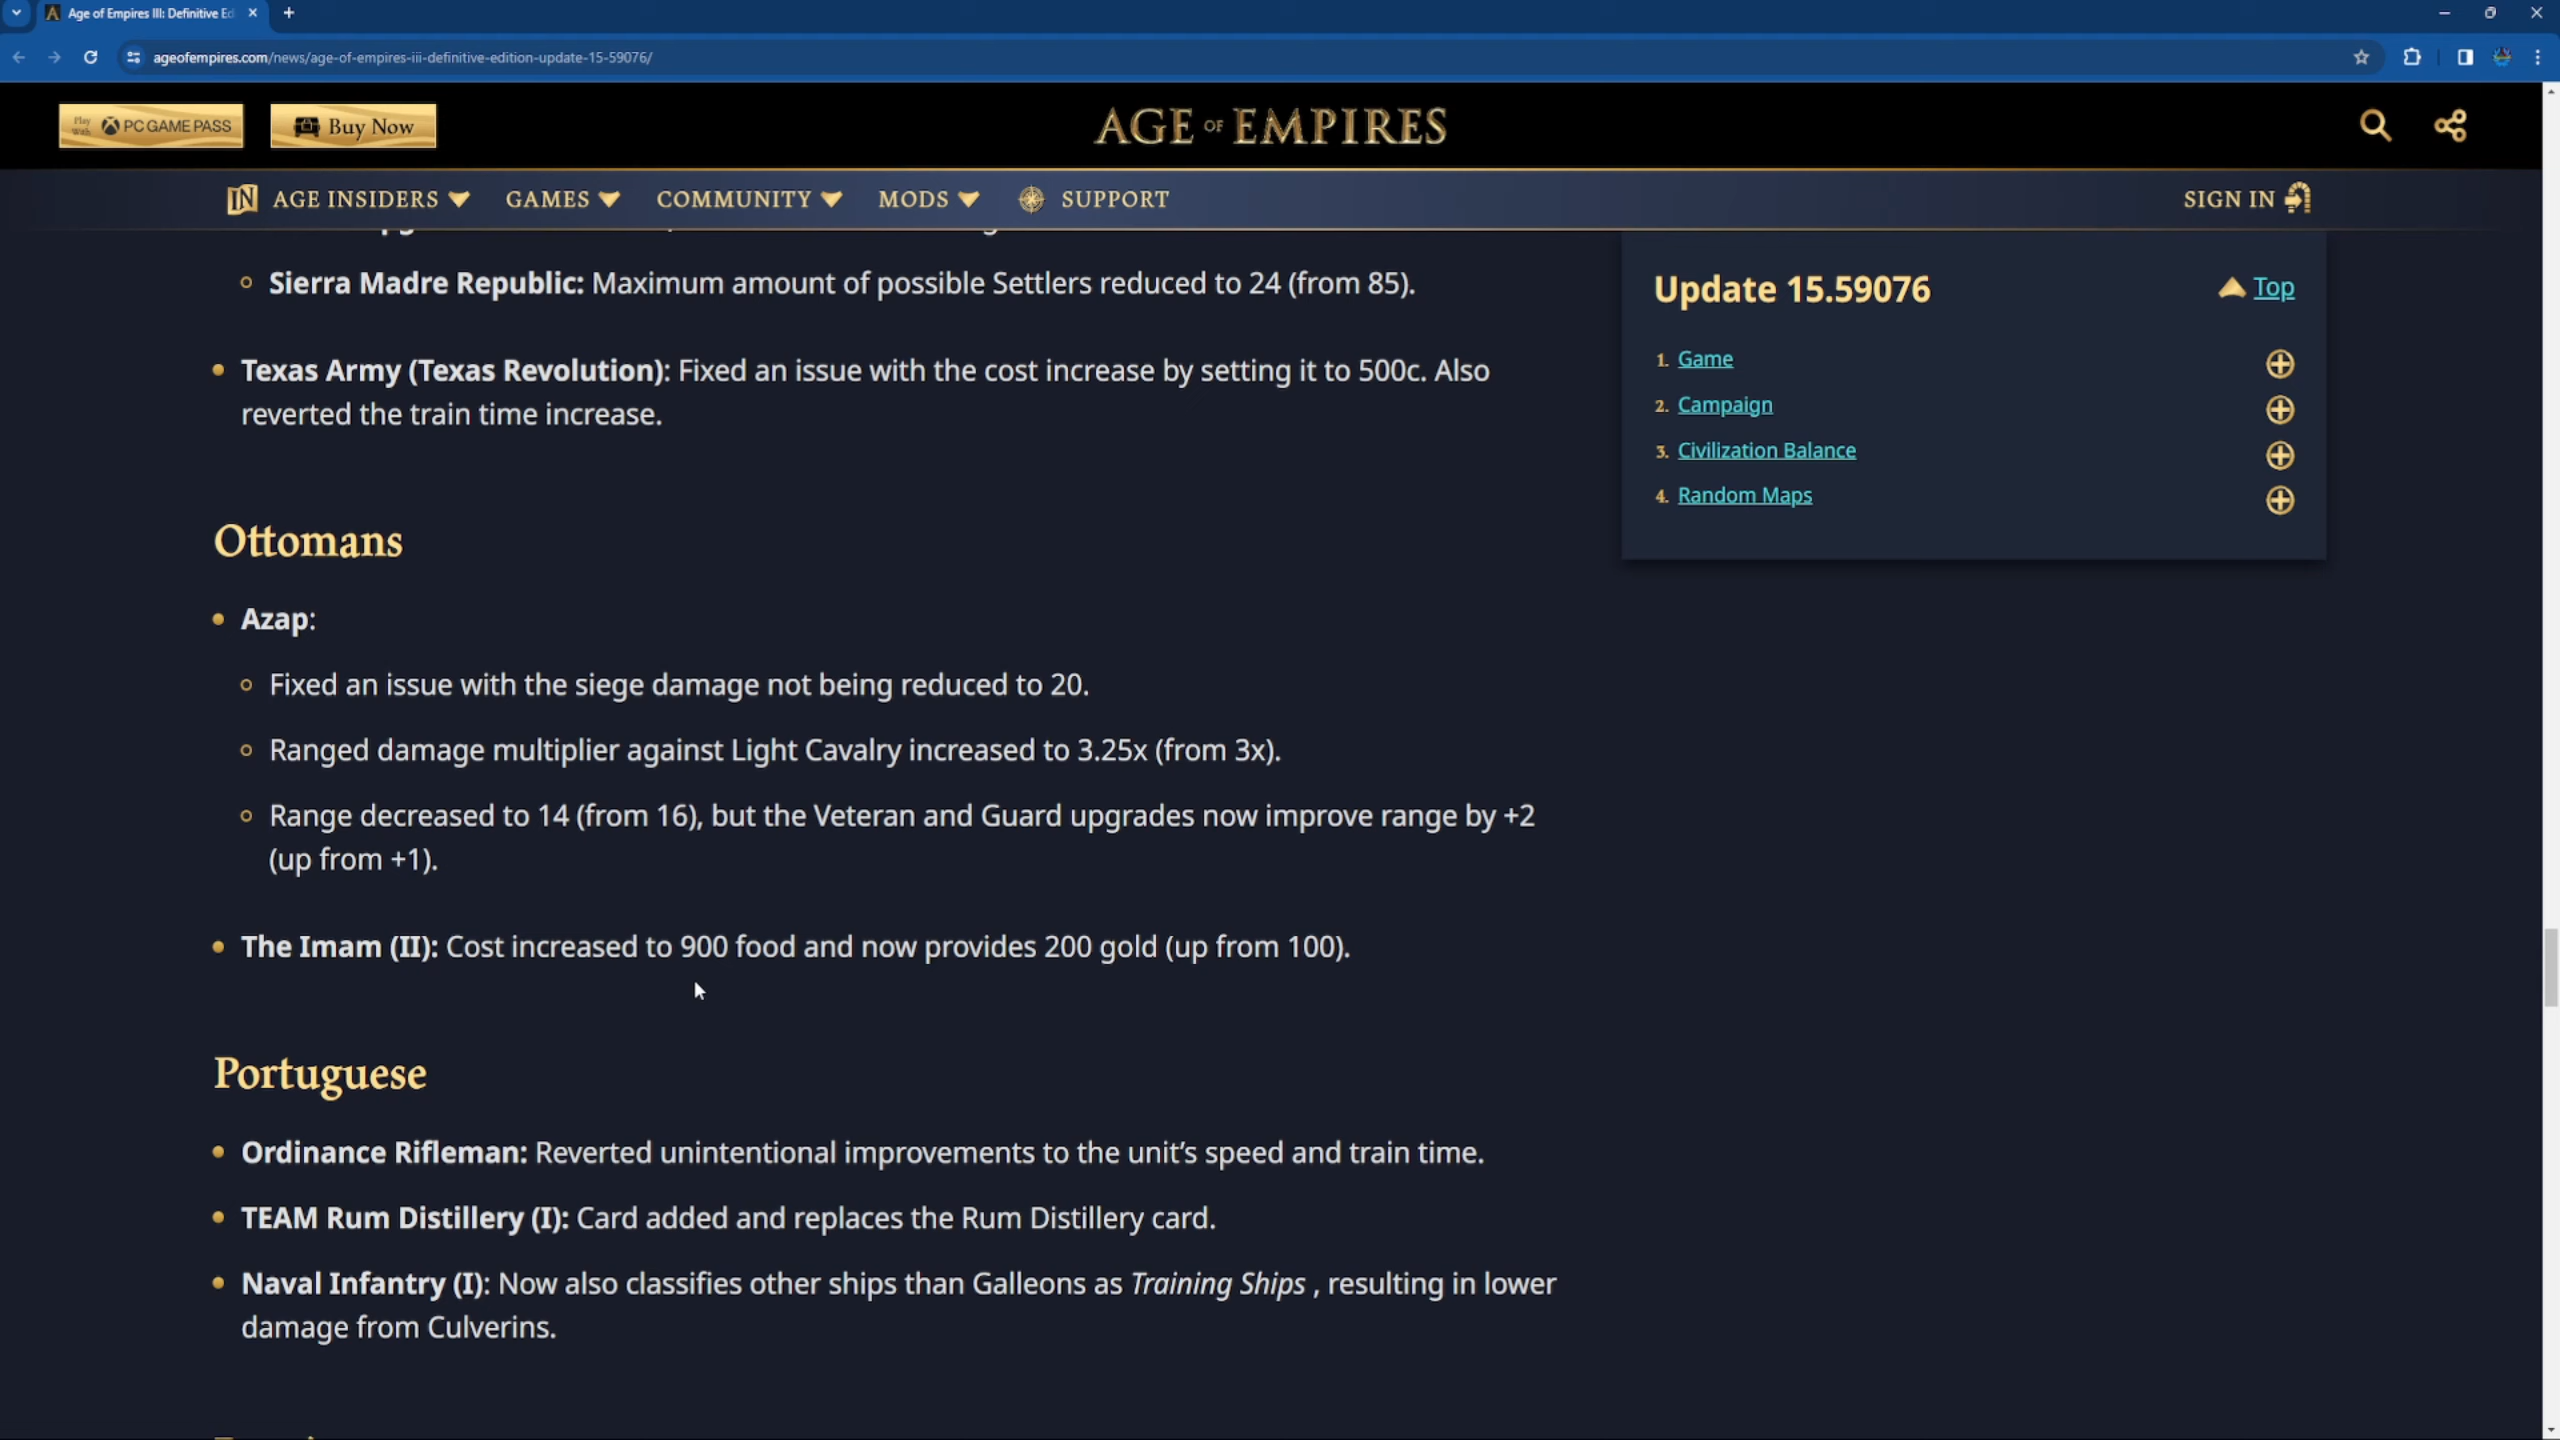 Age of Empires III: Definitive Ed
ageofempires.com/news/age-of-empires-iii-definitive-edition-update-15-59076/
Play With PC GAME PASS
Buy Now
AGE OF EMPIRES
IN AGE INSIDERS
GAMES
COMMUNITY
MODS
SUPPORT
SIGN IN
Sierra Madre Republic: Maximum amount of possible Settlers reduced to 24 (from 85).
Texas Army (Texas Revolution): Fixed an issue with the cost increase by setting it to 500c. Also
reverted the train time increase.
Ottomans
Azap:
Fixed an issue with the siege damage not being reduced to 20.
Ranged damage multiplier against Light Cavalry increased to 3.25x (from 3x).
Range decreased to 14 (from 16), but the Veteran and Guard upgrades now improve range by +2
(up from +1).
The Imam (II): Cost increased to 900 food and now provides 200 gold (up from 100).
Portuguese
Ordinance Rifleman: Reverted unintentional improvements to the unit's speed and train time.
TEAM Rum Distillery (I): Card added and replaces the Rum Distillery card.
Naval Infantry (I): Now also classifies other ships than Galleons as Training Ships , resulting in lower
damage from Culverins.
Update 15.59076
Top
1. Game
2. Campaign
3. Civilization Balance
4. Random Maps